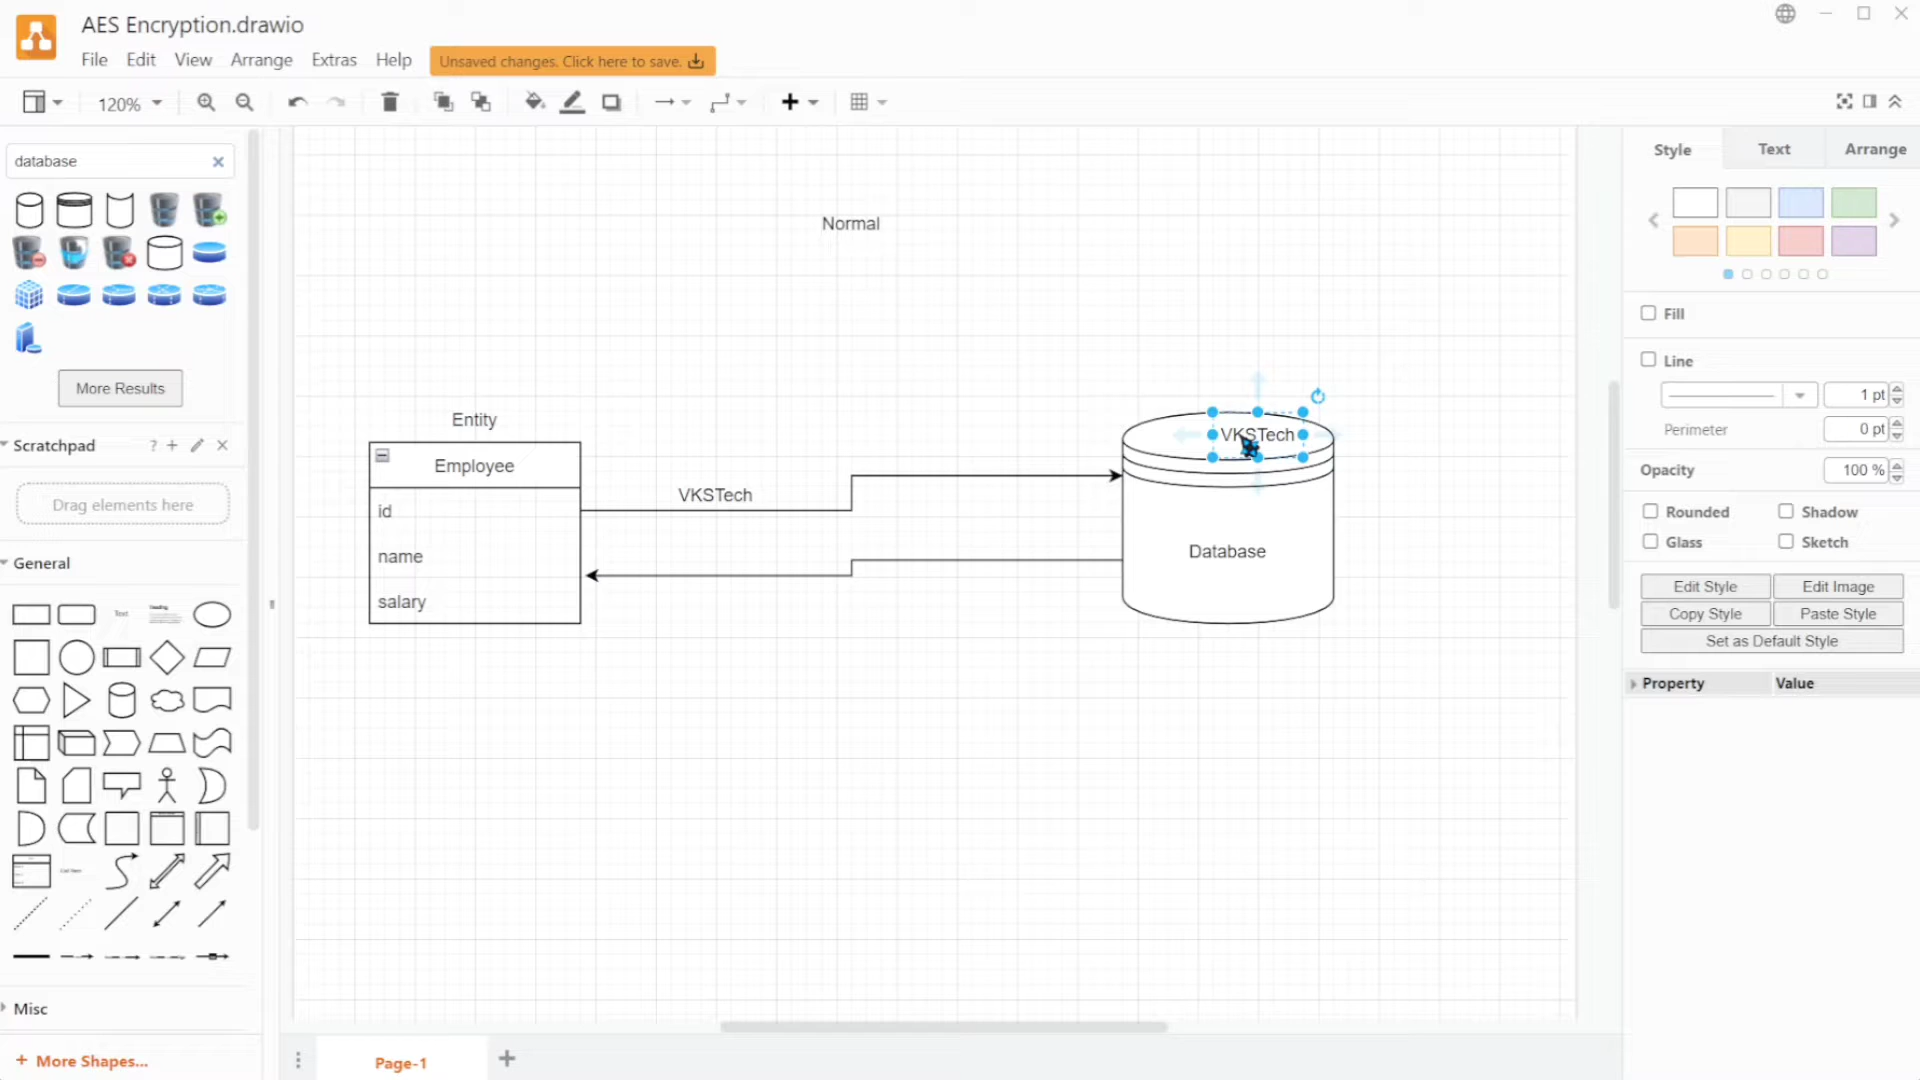 AES Encryption.drawio
File Edit View Arrange Extras Help Unsaved changes. Click here to save.
120%
database
More Results
Scratchpad ?
Drag elements here
General
Text
Heading
Misc
+ More Shapes...
Normal
Entity
Employee
id
name
salary
VKSTech
VKSTech
Database
Page-1
Style Text Arrange
Fill
Line
1 pt
Perimeter 0 pt
Opacity 100 %
Rounded Shadow
Glass Sketch
Edit Style Edit Image
Copy Style Paste Style
Set as Default Style
Property Value